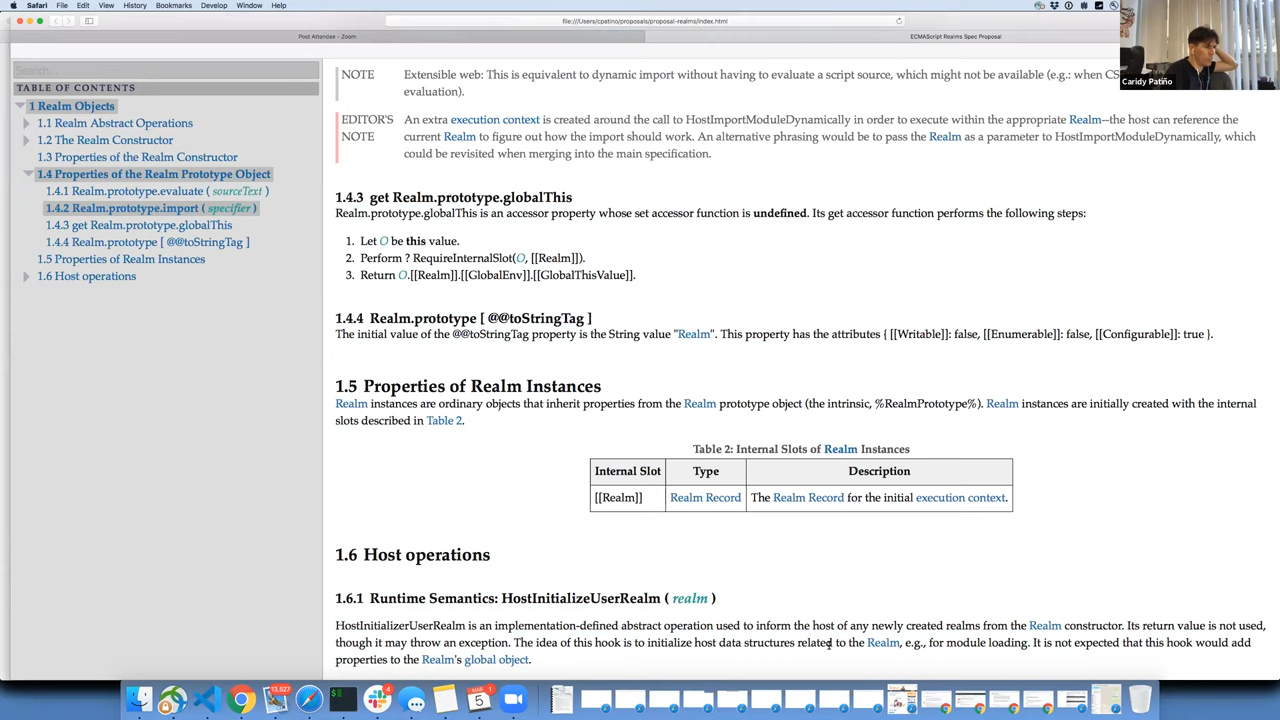 Safari File Edit View History Bookmarks Develop Window Help
file:///Users/cpatino/proposals/proposal-realms/index.html
Post Attendee - Zoom
ECMAScript Realms Spec Proposal
Caridy Patiño
Search...
TABLE OF CONTENTS
1 Realm Objects
1.1 Realm Abstract Operations
1.2 The Realm Constructor
1.3 Properties of the Realm Constructor
1.4 Properties of the Realm Prototype Object
1.4.1 Realm.prototype.evaluate ( sourceText )
1.4.2 Realm.prototype.import ( specifier )
1.4.3 get Realm.prototype.globalThis
1.4.4 Realm.prototype [ @@toStringTag ]
1.5 Properties of Realm Instances
1.6 Host operations
NOTE Extensible web: This is equivalent to dynamic import without having to evaluate a script source, which might not be available (e.g.: when CS
evaluation).
EDITOR'S An extra execution context is created around the call to HostImportModuleDynamically in order to execute within the appropriate Realm--the host can reference the
NOTE current Realm to figure out how the import should work. An alternative phrasing would be to pass the Realm as a parameter to HostImportModuleDynamically, which
could be revisited when merging into the main specification.
1.4.3 get Realm.prototype.globalThis
Realm.prototype.globalThis is an accessor property whose set accessor function is undefined. Its get accessor function performs the following steps:
1. Let O be this value.
2. Perform ? RequireInternalSlot(O, [[Realm]]).
3. Return O.[[Realm]].[[GlobalEnv]].[[GlobalThisValue]].
1.4.4 Realm.prototype [ @@toStringTag ]
The initial value of the @@toStringTag property is the String value "Realm". This property has the attributes { [[Writable]]: false, [[Enumerable]]: false, [[Configurable]]: true }.
1.5 Properties of Realm Instances
Realm instances are ordinary objects that inherit properties from the Realm prototype object (the intrinsic, %RealmPrototype%). Realm instances are initially created with the internal
slots described in Table 2.
Table 2: Internal Slots of Realm Instances
Internal Slot Type Description
[[Realm]] Realm Record The Realm Record for the initial execution context.
1.6 Host operations
1.6.1 Runtime Semantics: HostInitializeUserRealm ( realm )
HostInitializerUserRealm is an implementation-defined abstract operation used to inform the host of any newly created realms from the Realm constructor. Its return value is not used,
though it may throw an exception. The idea of this hook is to initialize host data structures related to the Realm, e.g., for module loading. It is not expected that this hook would add
properties to the Realm's global object.
13,627
4
MAR
5
1